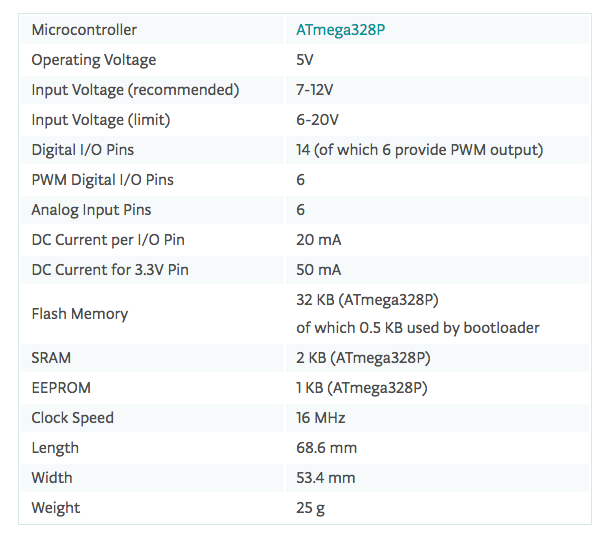 Microcontroller ATmega328P
Operating Voltage 5V
Input Voltage (recommended) 7-12V
Input Voltage (limit) 6-20V
Digital I/O Pins 14 (of which 6 provide PWM output)
PWM Digital I/O Pins 6
Analog Input Pins 6
DC Current per I/O Pin 20 mA
DC Current for 3.3V Pin 50 mA
Flash Memory 32 KB (ATmega328P)
of which 0.5 KB used by bootloader
SRAM 2 KB (ATmega328P)
EEPROM 1 KB (ATmega328P)
Clock Speed 16 MHz
Length 68.6 mm
Width 53.4 mm
Weight 25 g